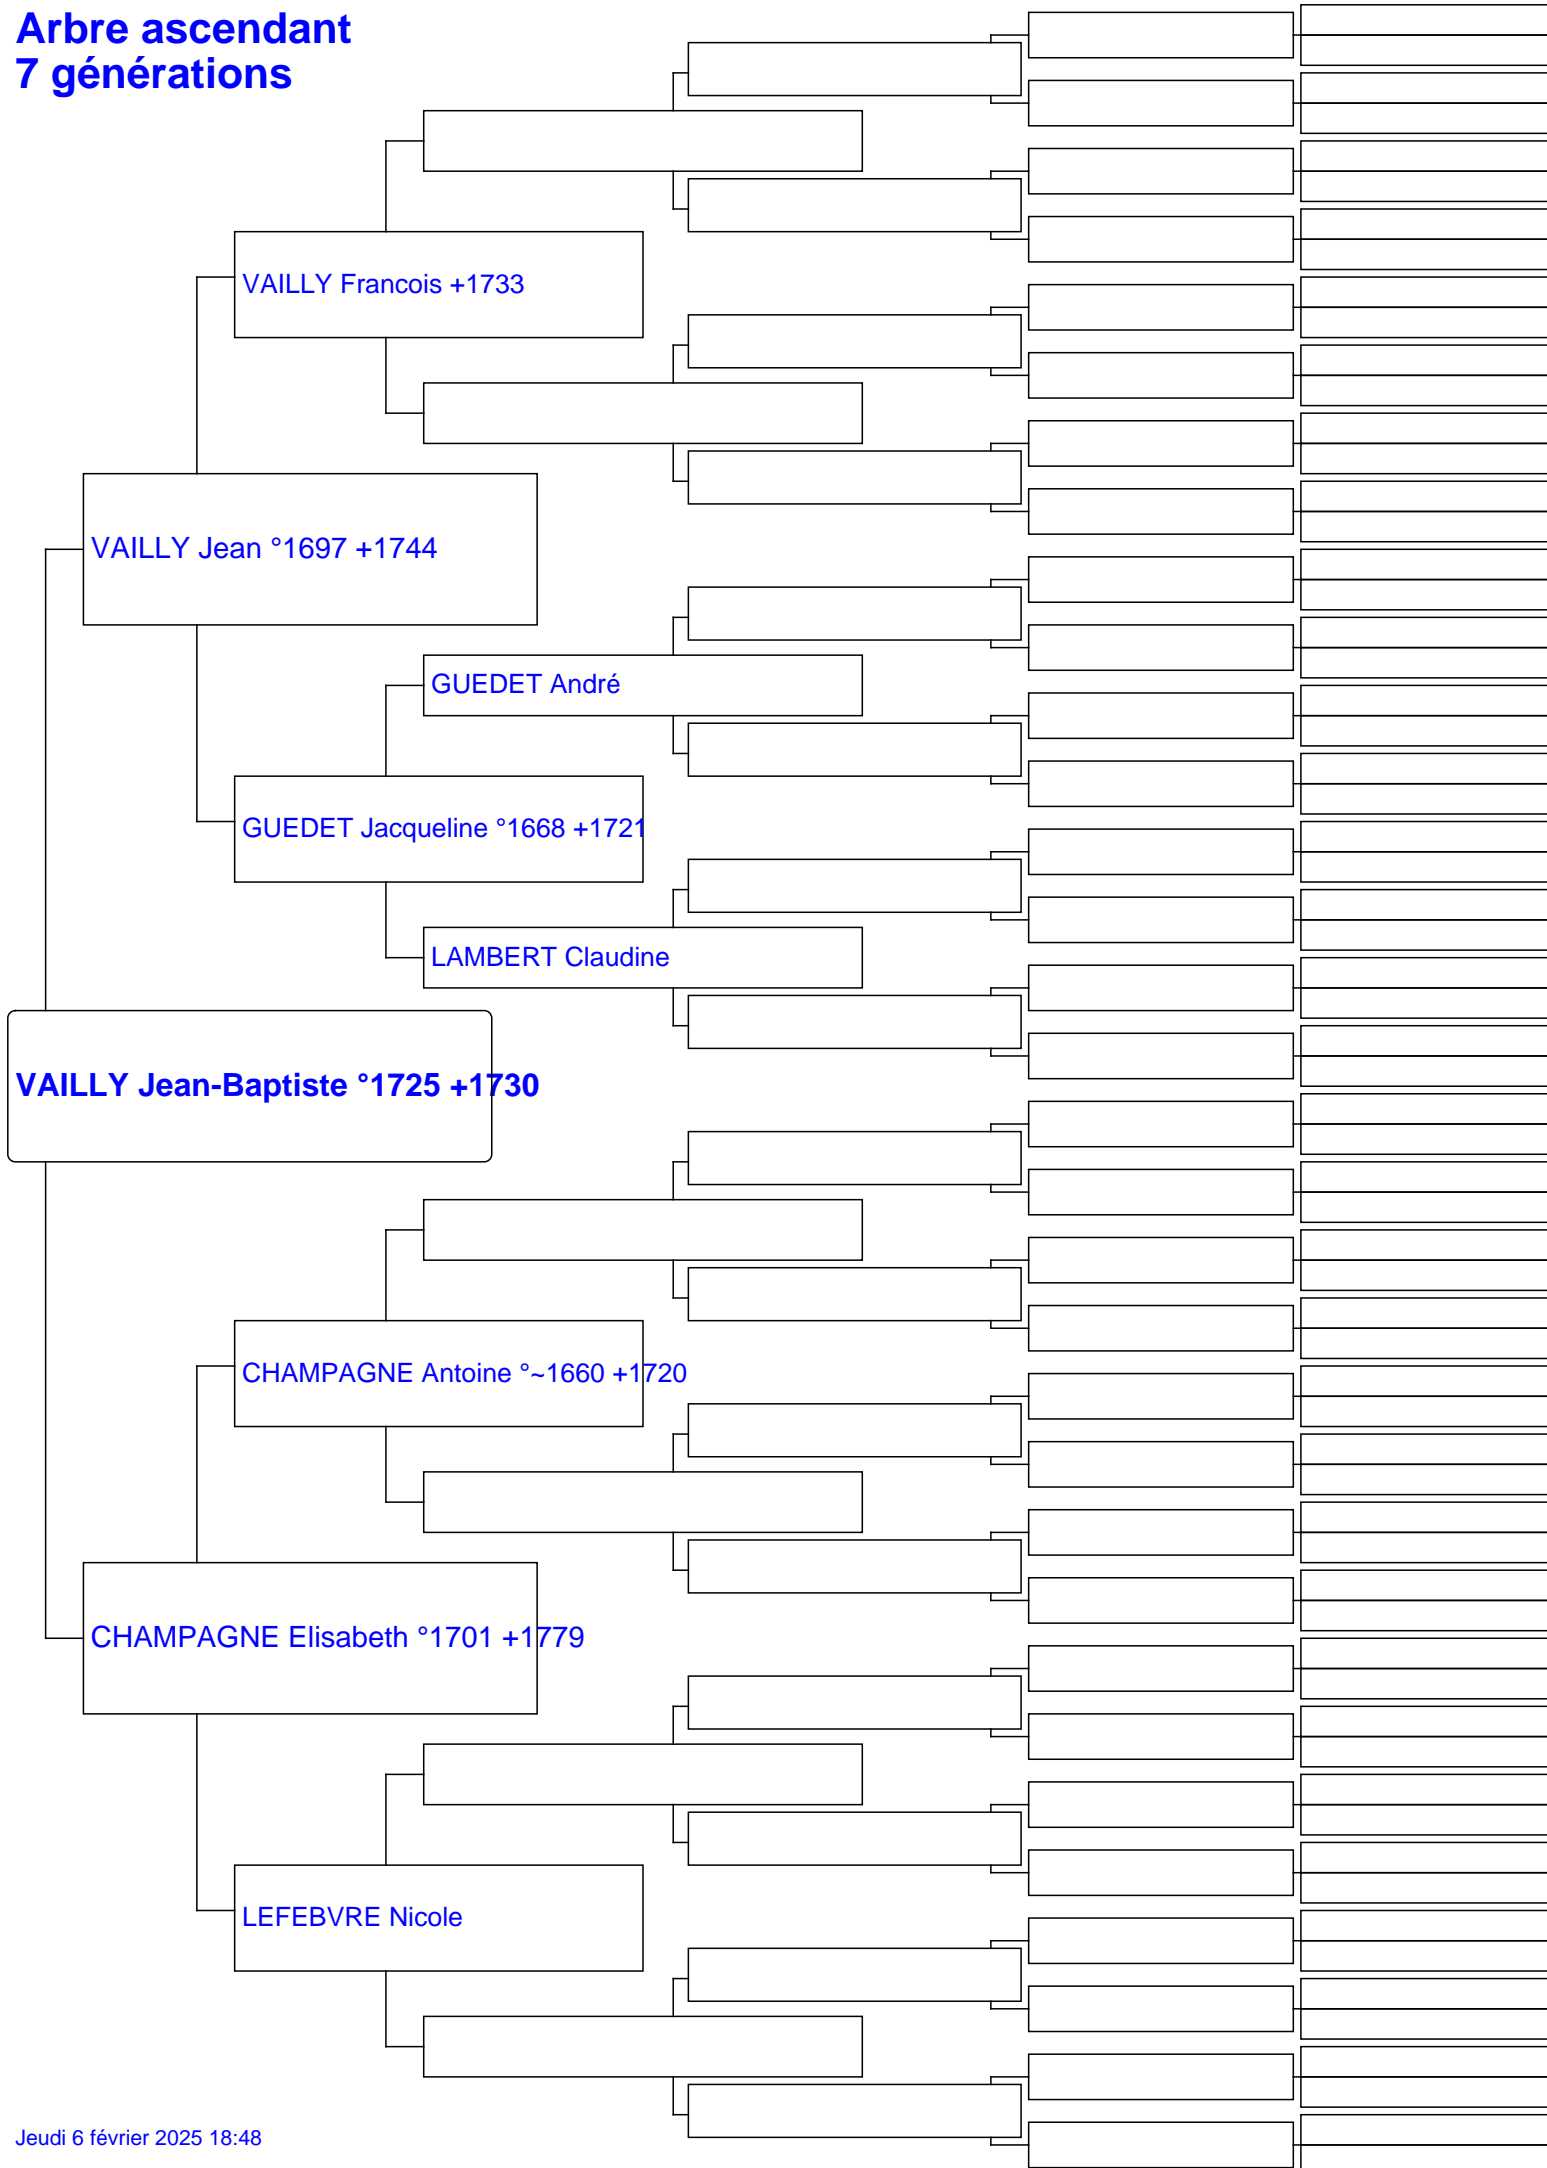 Arbre ascendant
7 générations
VAILLY Francois +1733
VAILLY Jean °1697 +1744
GUEDET André
GUEDET Jacqueline °1668 +1721
LAMBERT Claudine
VAILLY Jean-Baptiste °1725 +1730
CHAMPAGNE Antoine °~1660 +1720
CHAMPAGNE Elisabeth °1701 +1779
LEFEBVRE Nicole
Jeudi 6 février 2025 18:48